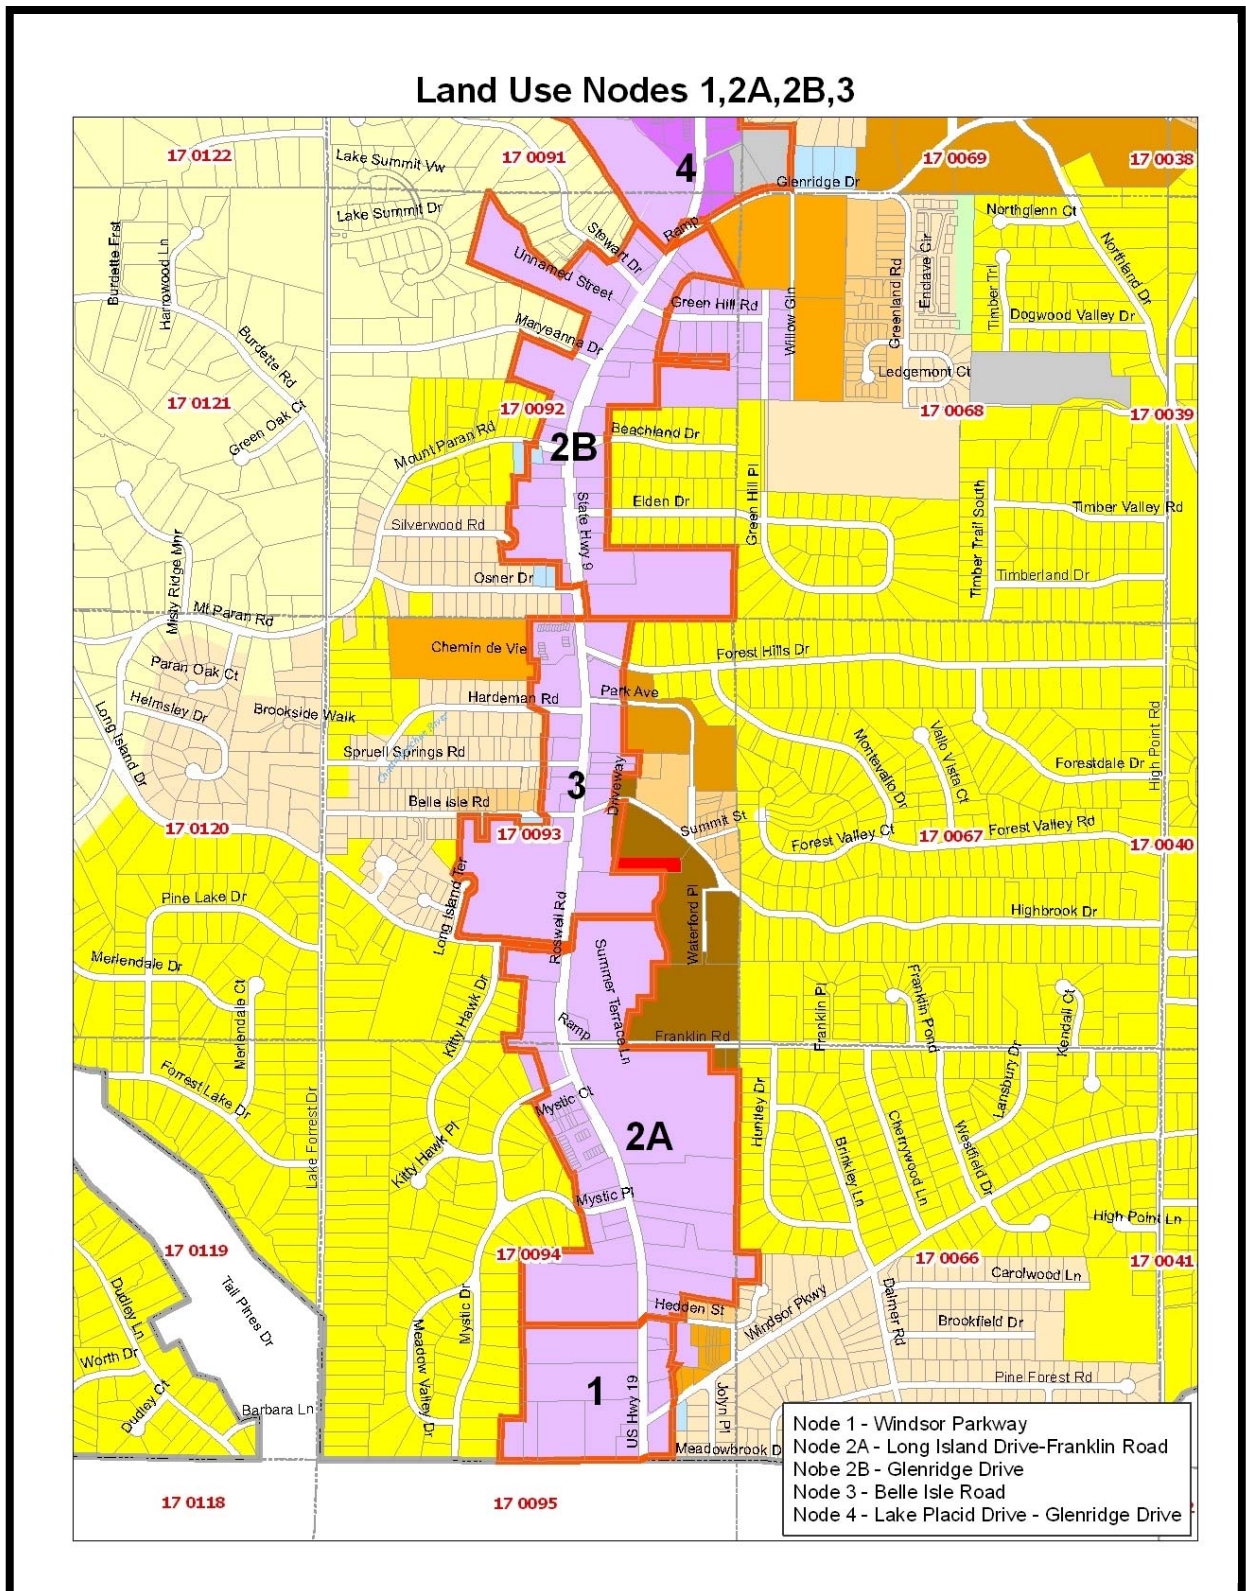 Land Use Nodes 1,2A,2B,3
17 0122
Lake Summit Vw
17 0091
4
17 0069
17 0038
Glenridge Dr
Lake Summit Dr
Northglenn Ct
Ramp
Burdette Frst
Harrowood Ln
Stewart Dr
Unnamed Street
Greenland Rd
Enclave Cir
Northland Dr
Timber Trl
Green Hill Rd
Willow Gln
Dogwood Valley Dr
Maryeanna Dr
Burdette Rd
Ledgemont Ct
17 0121
17 0092
17 0068
17 0039
Green Oak Ct
Mount Paran Rd
2B
Beachland Dr
Green Hill Pl
State Hwy 9
Elden Dr
Timber Trail South
Timber Valley Rd
Silverwood Rd
Misty Ridge Mnr
Osner Dr
Timberland Dr
Mt Paran Rd
Chemin de Vie
Forest Hills Dr
Paran Oak Ct
Hardeman Rd
Park Ave
Helmsley Dr
Brookside Walk
Long Island Dr
High Point Rd
Vallo Vista Ct
Montevallo Dr
Spruell Springs Rd
Forestdale Dr
3
Driveway
Belle Isle Rd
17 0120
17 0093
Summit St
Forest Valley Ct
17 0067
Forest Valley Rd
17 0040
Pine Lake Dr
Long Island Ter
Roswell Rd
Waterford Pl
Highbrook Dr
Merlendale Dr
Summer Terrace Ln
Merlendale Ct
Kitty Hawk Dr
Franklin Pl
Franklin Pond
Kendall Ct
Ramp
Franklin Rd
Forrest Lake Dr
Lake Forrest Dr
Mystic Ct
Huntley Dr
Lansbury Dr
2A
Kitty Hawk Pl
Brinkley Ln
Cherrywood Ln
Westfield Dr
Mystic Pl
High Point Ln
17 0119
17 0094
17 0066
17 0041
Tall Pines Dr
Carolwood Ln
Dudley Ln
Mystic Dr
Meadow Valley Dr
Hedden St
Windsor Pkwy
Dalmer Rd
Brookfield Dr
Worth Dr
Dudley Ct
1
US Hwy 19
Jolyn Pl
Pine Forest Rd
Barbara Ln
Meadowbrook D
Node 1 - Windsor Parkway
Node 2A - Long Island Drive-Franklin Road
Nobe 2B - Glenridge Drive
Node 3 - Belle Isle Road
Node 4 - Lake Placid Drive - Glenridge Drive
17 0118
17 0095